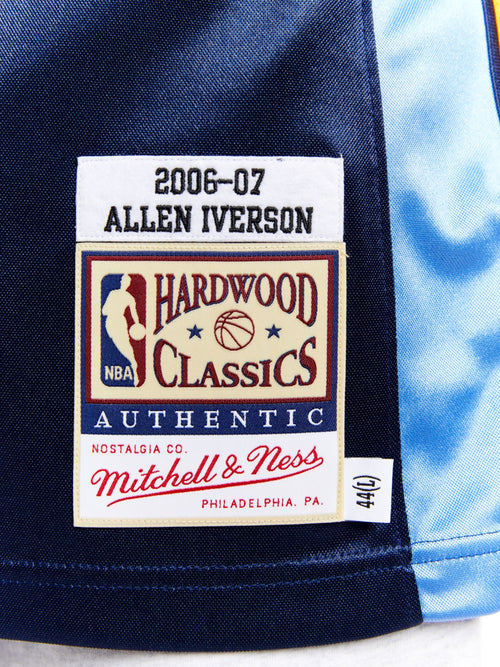 2006-07
ALLEN IVERSON
HARDWOOD
NBA
CLASSICS
AUTHENTIC
NOSTALGIA CO.
Mitchell & Ness
PHILADELPHIA, PA.
44(L)